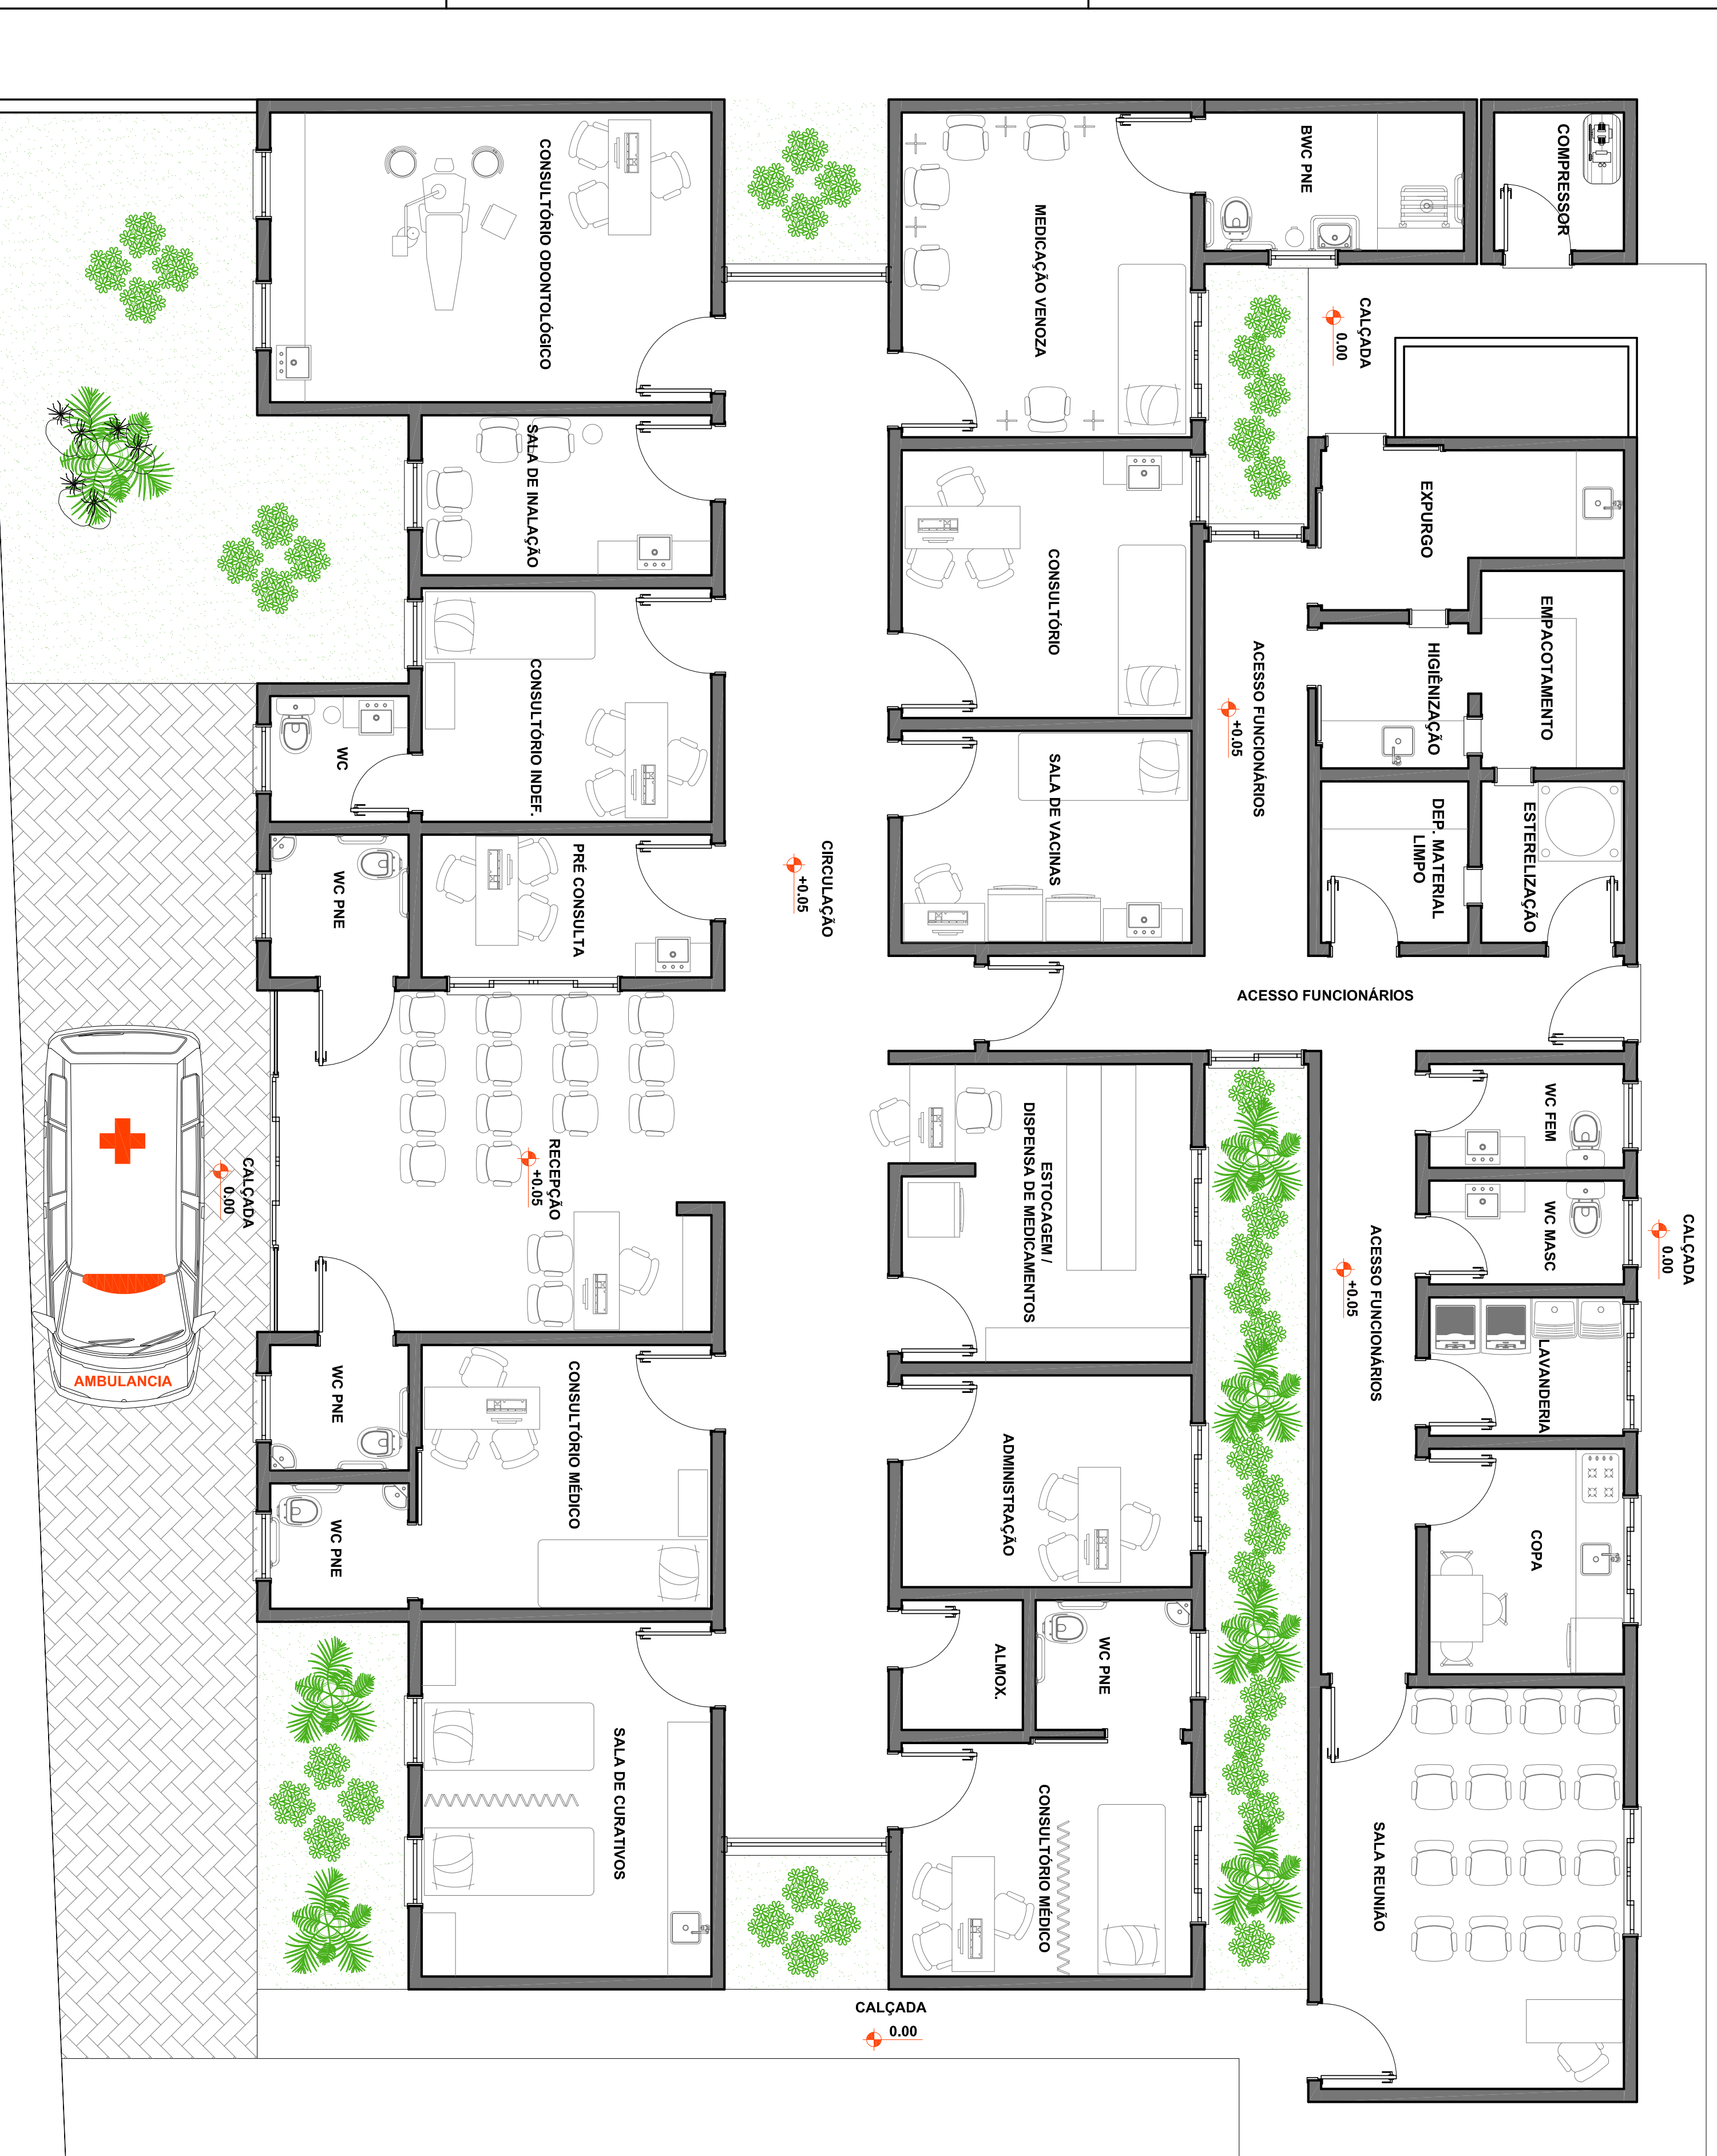 CONSULTÓRIO ODONTOLÓGICO
MEDICAÇÃO VENOZA
BWC PNE
COMPRESSOR
CALÇADA
0.00
SALA DE INALAÇÃO
CONSULTÓRIO
EXPURGO
EMPACOTAMENTO
HIGIÊNIZAÇÃO
ACESSO FUNCIONÁRIOS
+0.05
CONSULTÓRIO INDEF.
WC
SALA DE VACINAS
DEP. MATERIAL
LIMPO
ESTERELIZAÇÃO
WC PNE
PRÉ CONSULTA
CIRCULAÇÃO
+0.05
ACESSO FUNCIONÁRIOS
RECEPÇÃO
+0.05
CALÇADA
0.00
AMBULANCIA
ESTOCAGEM /
DISPENSA DE MEDICAMENTOS
WC FEM
WC MASC
CALÇADA
0.00
ACESSO FUNCIONÁRIOS
+0.05
LAVANDERIA
WC PNE
CONSULTÓRIO MÉDICO
ADMINISTRAÇÃO
COPA
WC PNE
ALMOX.
WC PNE
SALA DE CURATIVOS
CONSULTÓRIO MÉDICO
SALA REUNIÃO
CALÇADA
0.00